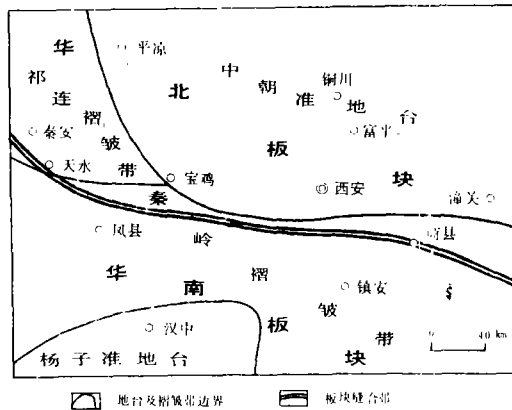 华北板块
祁连褶皱带
中朝准地台
平凉
铜川
富平
秦安
天水
宝鸡
西安
潼关
秦岭褶皱带
凤县
商县
华南板块
镇安
汉中
杨子准地台
0 40 km
地台及褶皱带边界
板块缝合带